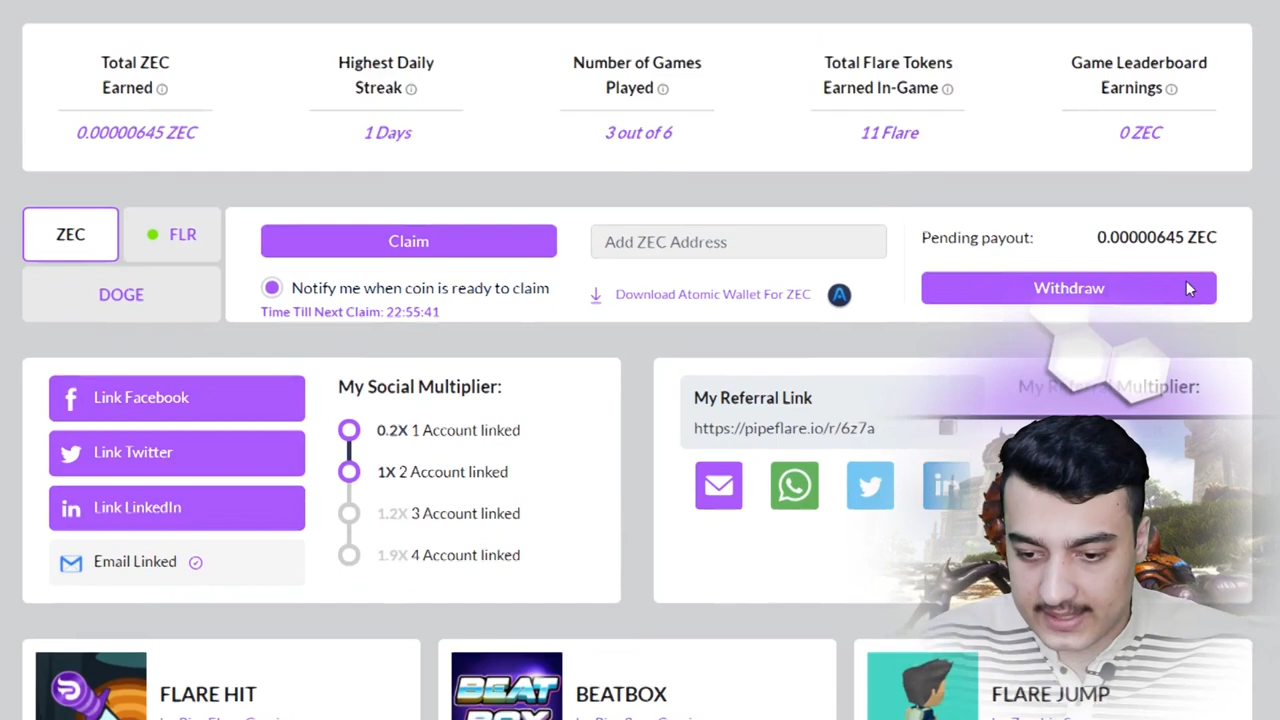 Total ZEC
Earned
0.00000645 ZEC
Highest Daily
Streak
1 Days
Number of Games
Played
3 out of 6
Total Flare Tokens
Earned In-Game
11 Flare
Game Leaderboard
Earnings
0 ZEC
ZEC
FLR
DOGE
Claim
Notify me when coin is ready to claim
Time Till Next Claim: 22:55:41
Add ZEC Address
Download Atomic Wallet For ZEC
Pending payout: 0.00000645 ZEC
Withdraw
Link Facebook
Link Twitter
Link LinkedIn
Email Linked
My Social Multiplier:
0.2X 1 Account linked
1X 2 Account linked
1.2X 3 Account linked
1.9X 4 Account linked
My Referral Link
https://pipeflare.io/r/6z7a
My Multiplier:
FLARE HIT
BEATBOX
BEAT
BOX
FLARE JUMP